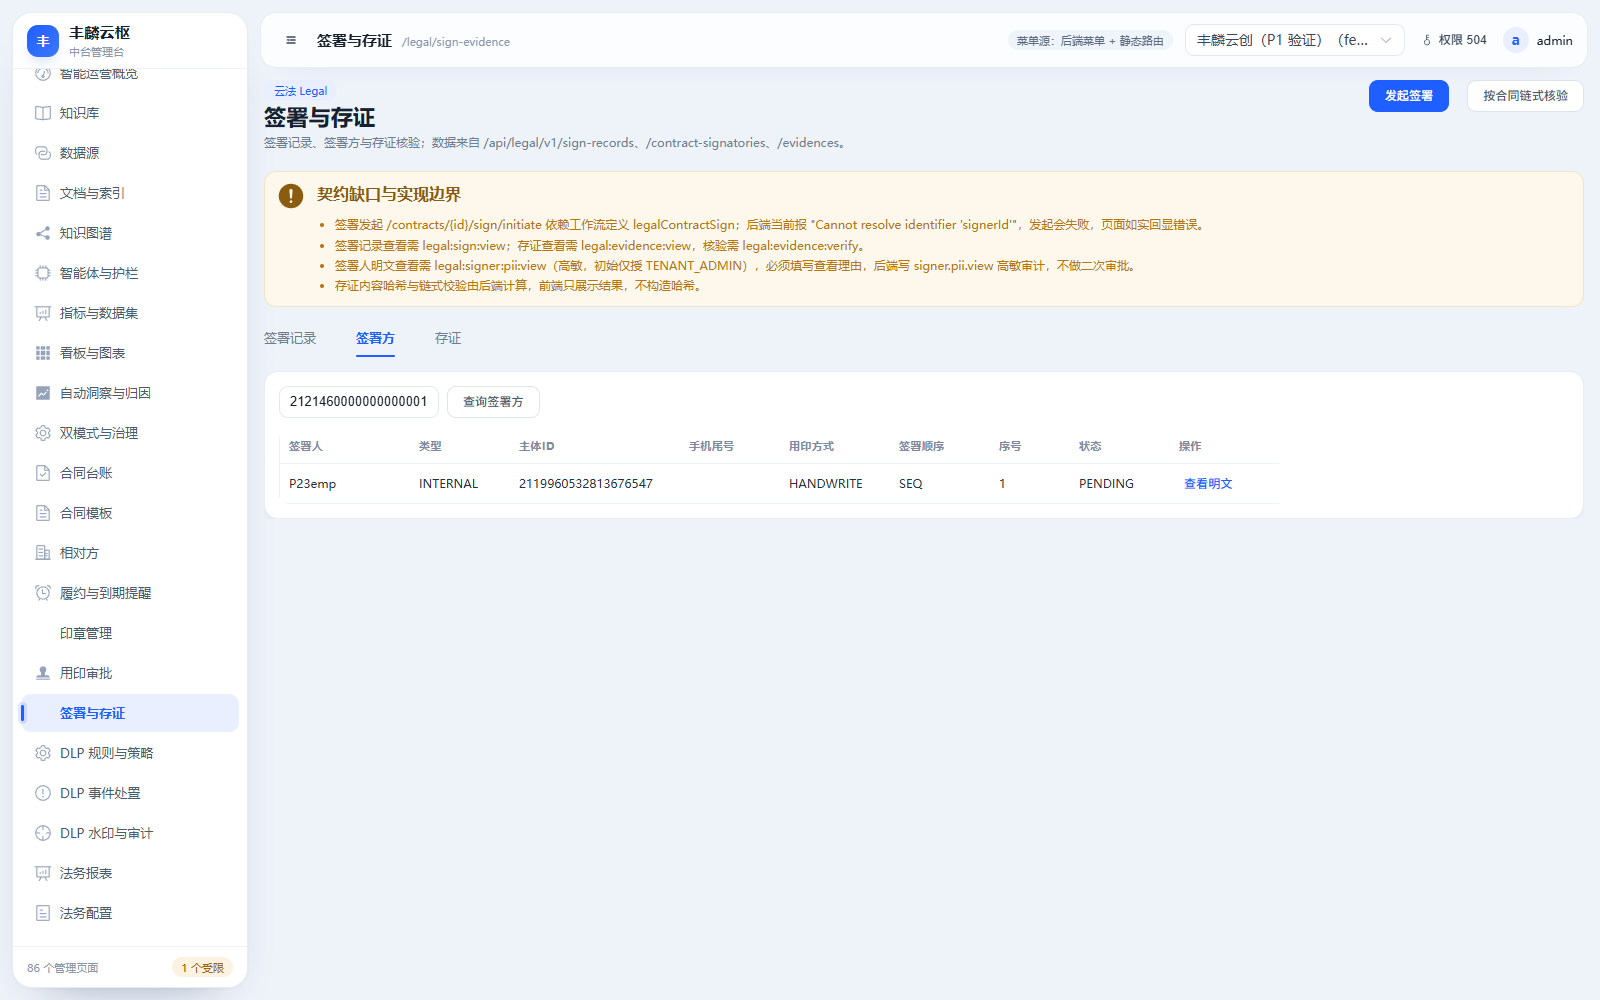 丰
丰麟云枢
中台管理台
智能运营概览
知识库
数据源
文档与索引
知识图谱
智能体与护栏
指标与数据集
看板与图表
自动洞察与归因
双模式与治理
合同台账
合同模板
相对方
履约与到期提醒
印章管理
用印审批
签署与存证
DLP 规则与策略
DLP 事件处置
DLP 水印与审计
法务报表
法务配置
86 个管理页面
1 个受限
签署与存证 /legal/sign-evidence
菜单源：后端菜单 + 静态路由
丰麟云创（P1 验证）（fe...
权限 504
a
admin
云法 Legal
签署与存证
签署记录、签署方与存证核验；数据来自 /api/legal/v1/sign-records、/contract-signatories、/evidences。
发起签署
按合同链式核验
契约缺口与实现边界
签署发起 /contracts/{id}/sign/initiate 依赖工作流定义 legalContractSign；后端当前报 "Cannot resolve identifier 'signerId'"，发起会失败，页面如实回显错误。
签署记录查看需 legal:sign:view；存证查看需 legal:evidence:view，核验需 legal:evidence:verify。
签署人明文查看需 legal:signer:pii:view（高敏，初始仅授 TENANT_ADMIN），必须填写查看理由，后端写 signer.pii.view 高敏审计，不做二次审批。
存证内容哈希与链式校验由后端计算，前端只展示结果，不构造哈希。
签署记录
签署方
存证
2121460000000000001
查询签署方
签署人 类型 主体ID 手机尾号 用印方式 签署顺序 序号 状态 操作
P23emp INTERNAL 2119960532813676547 HANDWRITE SEQ 1 PENDING 查看明文